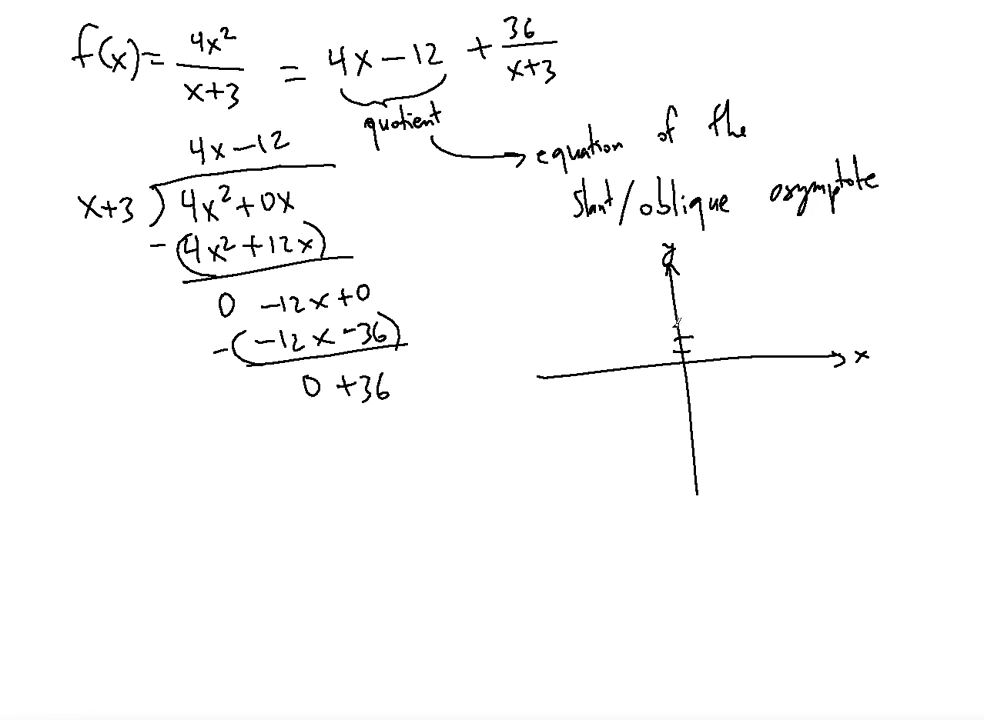 f(x) = 4x²/(x+3) = 4x − 12 + 36/(x+3)
quotient
equation of the
slant/oblique asymptote
4x − 12
x+3 ) 4x² + 0x
− (4x² + 12x)
0 −12x + 0
−(−12x − 36)
0 + 36
y
x